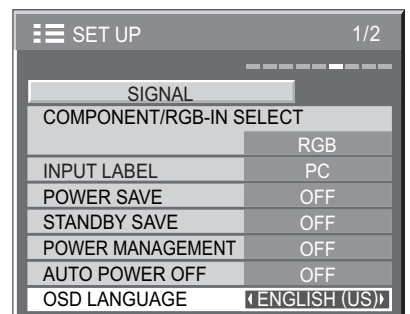 SET UP 1/2
SIGNAL
COMPONENT/RGB-IN SELECT
RGB
INPUT LABEL PC
POWER SAVE OFF
STANDBY SAVE OFF
POWER MANAGEMENT OFF
AUTO POWER OFF OFF
OSD LANGUAGE ENGLISH (US)